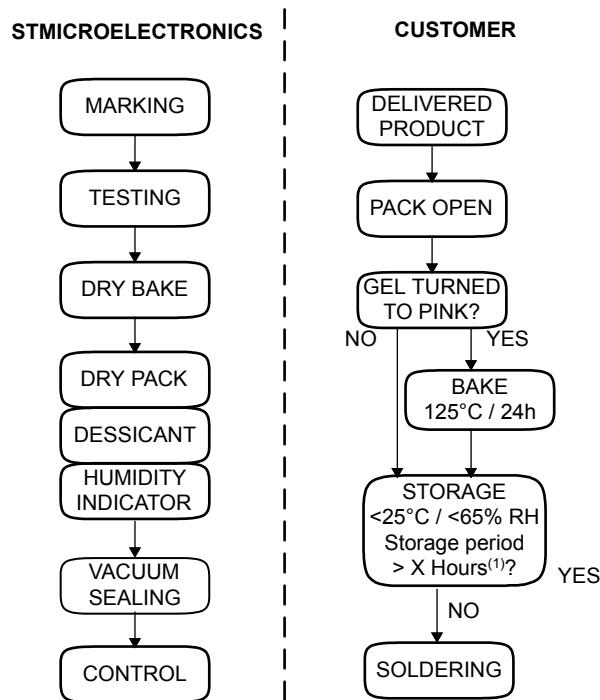 STMICROELECTRONICS
MARKING
TESTING
DRY BAKE
DRY PACK
DESSICANT
HUMIDITY
INDICATOR
VACUUM
SEALING
CONTROL
CUSTOMER
DELIVERED
PRODUCT
PACK OPEN
GEL TURNED
TO PINK?
NO
YES
BAKE
125°C / 24h
STORAGE
<25°C / <65% RH
Storage period
> X Hours(1)?
YES
NO
SOLDERING